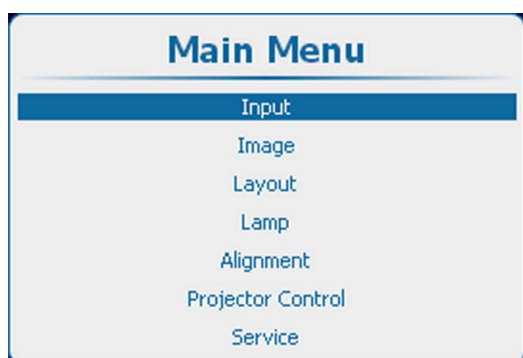 Main Menu
Input
Image
Layout
Lamp
Alignment
Projector Control
Service